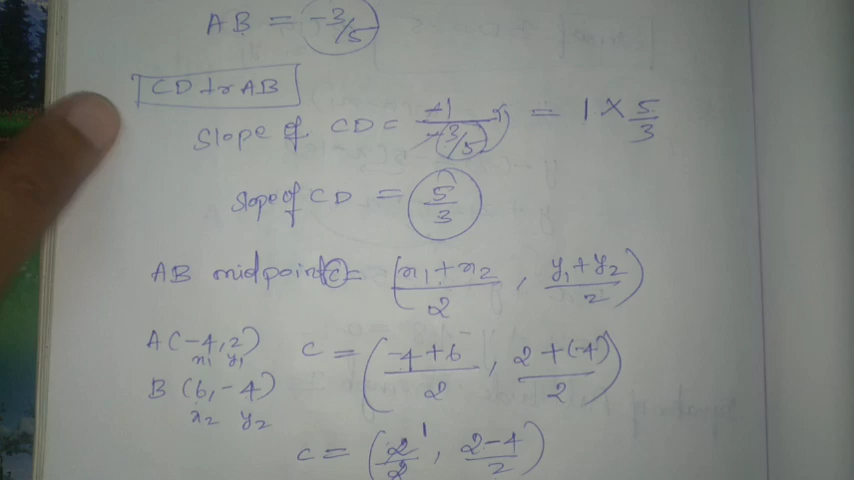 AB = -3/5
CD ⊥r AB
Slope of CD = -1/(-3/5) = 1 × 5/3
Slope of CD = 5/3
AB midpoint C = (x1+x2/2, y1+y2/2)
A(-4,2) C = (-4+6/2, 2+(-4)/2)
x1 y1
B (6,-4)
x2 y2
C = (2/2 1, 2-4/2)